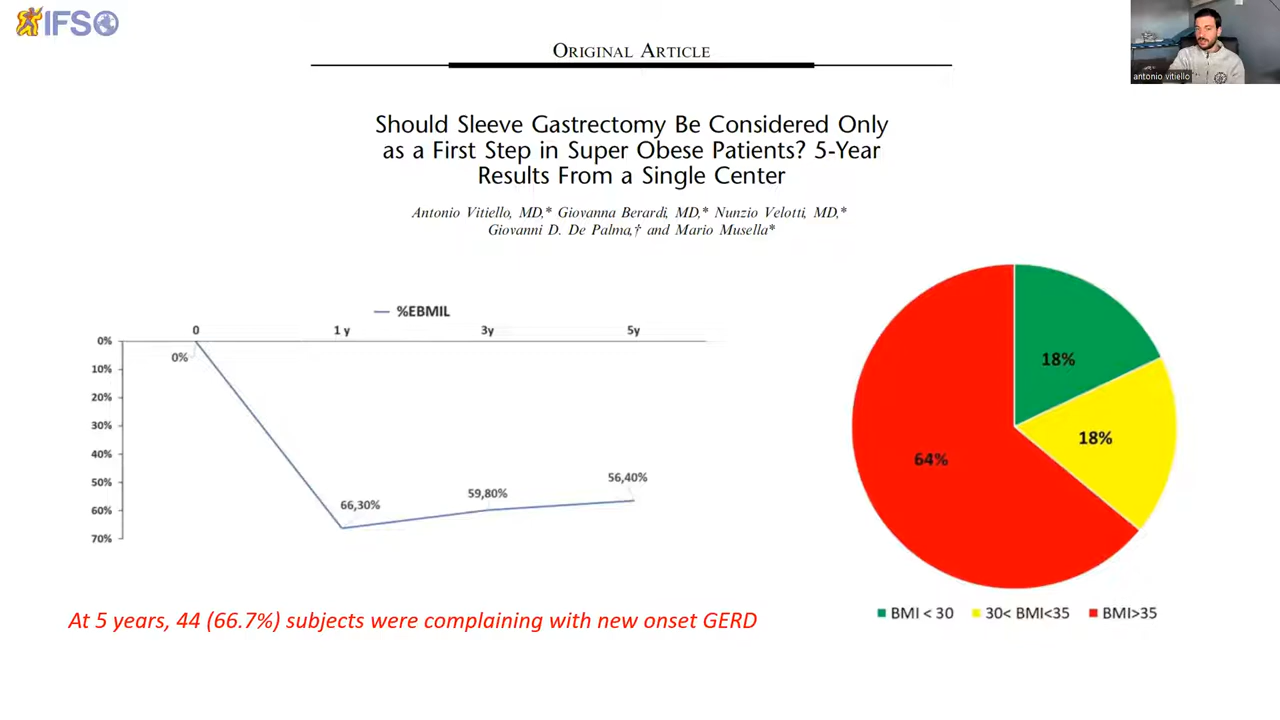 IFSO
antonio vitiello
ORIGINAL ARTICLE
Should Sleeve Gastrectomy Be Considered Only
as a First Step in Super Obese Patients? 5-Year
Results From a Single Center
Antonio Vitiello, MD,* Giovanna Berardi, MD,* Nunzio Velotti, MD,*
Giovanni D. De Palma,† and Mario Musella*
%EBMIL
0 1 y 3y 5y
0%
10%
20%
30%
40%
50%
60%
70%
0%
66,30%
59,80%
56,40%
18%
18%
64%
BMI < 30 30< BMI<35 BMI>35
At 5 years, 44 (66.7%) subjects were complaining with new onset GERD